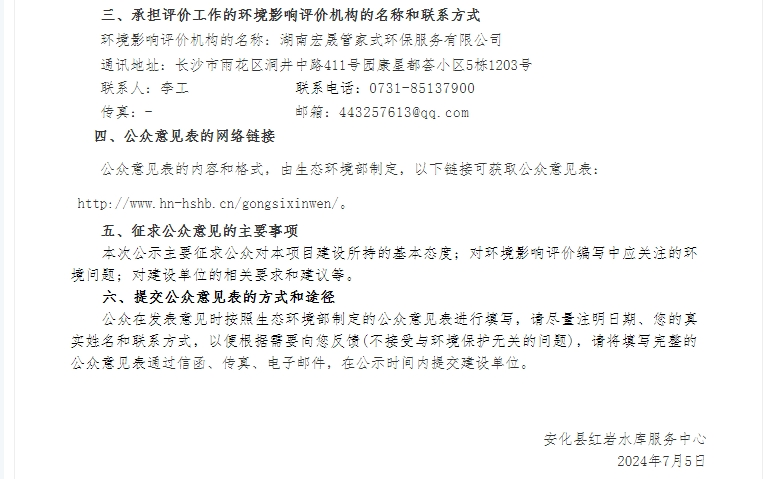 三、承担评价工作的环境影响评价机构的名称和联系方式
环境影响评价机构的名称：湖南宏晟管家式环保服务有限公司
通讯地址：长沙市雨花区洞井中路411号园康星都荟小区5栋1203号
联系人：李工 联系电话：0731-85137900
传真：- 邮箱：443257613@qq.com
四、公众意见表的网络链接
公众意见表的内容和格式，由生态环境部制定，以下链接可获取公众意见表：
http://www.hn-hshb.cn/gongsixinwen/。
五、征求公众意见的主要事项
本次公示主要征求公众对本项目建设所持的基本态度；对环境影响评价编写中应关注的环
境问题；对建设单位的相关要求和建议等。
六、提交公众意见表的方式和途径
公众在发表意见时按照生态环境部制定的公众意见表进行填写，请尽量注明日期、您的真
实姓名和联系方式，以便根据需要向您反馈(不接受与环境保护无关的问题)，请将填写完整的
公众意见表通过信函、传真、电子邮件，在公示时间内提交建设单位。
安化县红岩水库服务中心
2024年7月5日